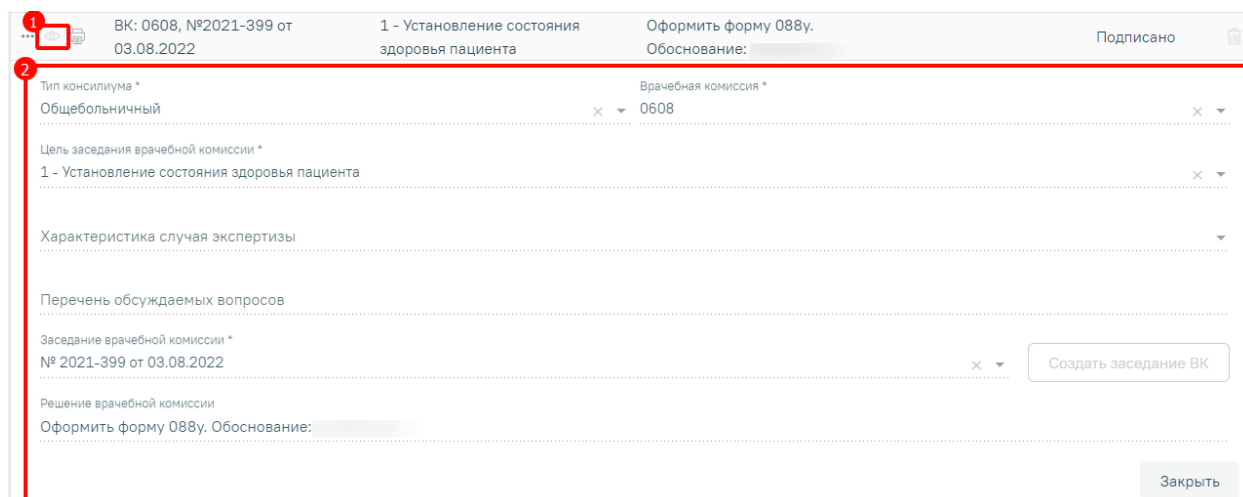 1
ВК: 0608, №2021-399 от 1 - Установление состояния Оформить форму 088у.
03.08.2022 здоровья пациента Обоснование: Подписано
2
Тип консилиума * Врачебная комиссия *
Общебольничный 0608
Цель заседания врачебной комиссии *
1 - Установление состояния здоровья пациента
Характеристика случая экспертизы
Перечень обсуждаемых вопросов
Заседание врачебной комиссии *
№ 2021-399 от 03.08.2022 Создать заседание ВК
Решение врачебной комиссии
Оформить форму 088у. Обоснование:
Закрыть